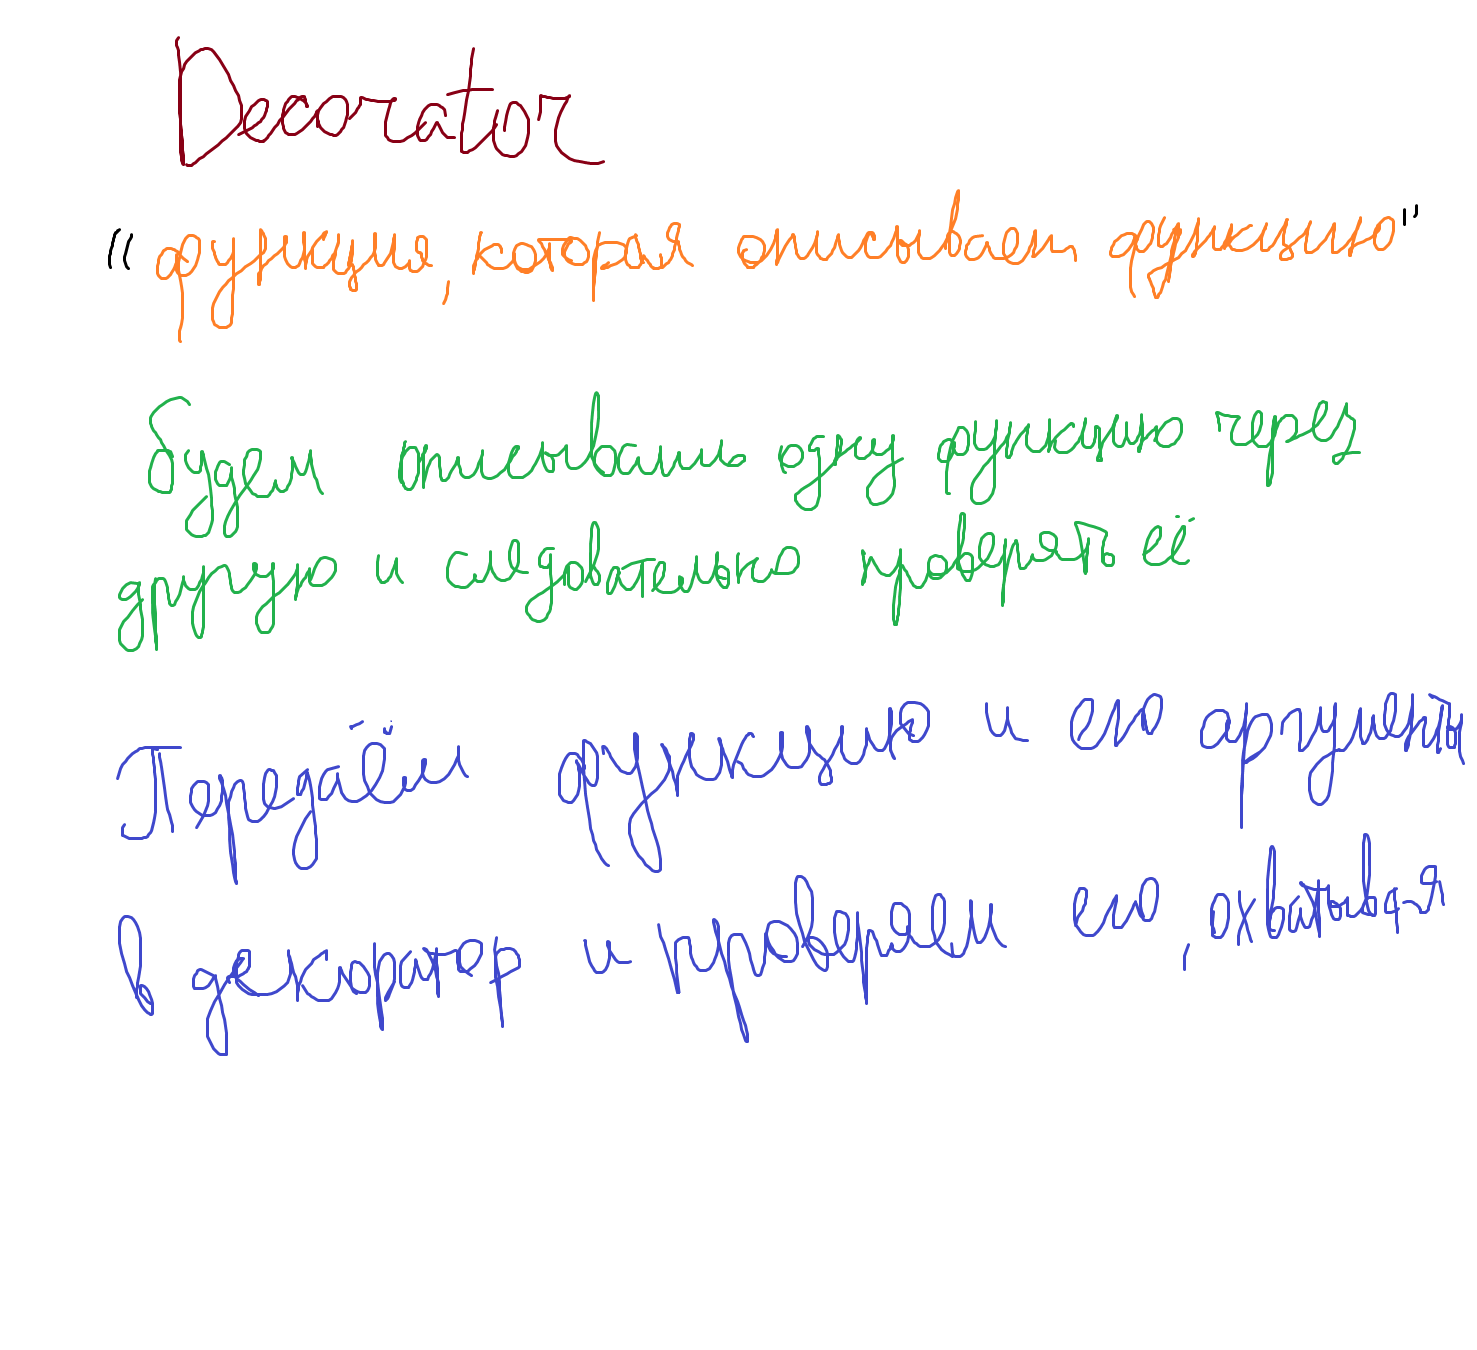 Decorator
"функция, которая описывает функцию"
будем описывать одну функцию через
другую и следовательно проверять её
Передаём функцию и его аргументы
в декоратор и проверяем его, охватывая